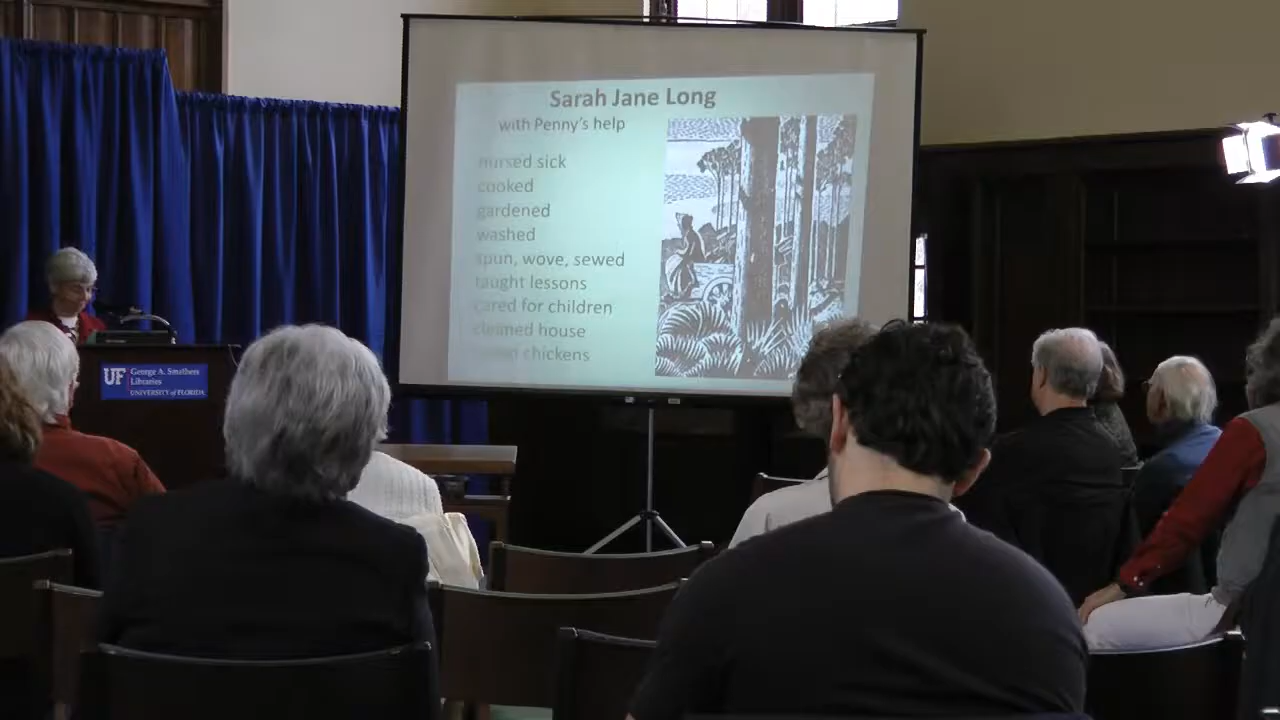 Sarah Jane Long
with Penny's help
nursed sick
cooked
gardened
washed
spun, wove, sewed
taught lessons
cared for children
cleaned house
chickens
UF George A. Smathers
Libraries
UNIVERSITY of FLORIDA